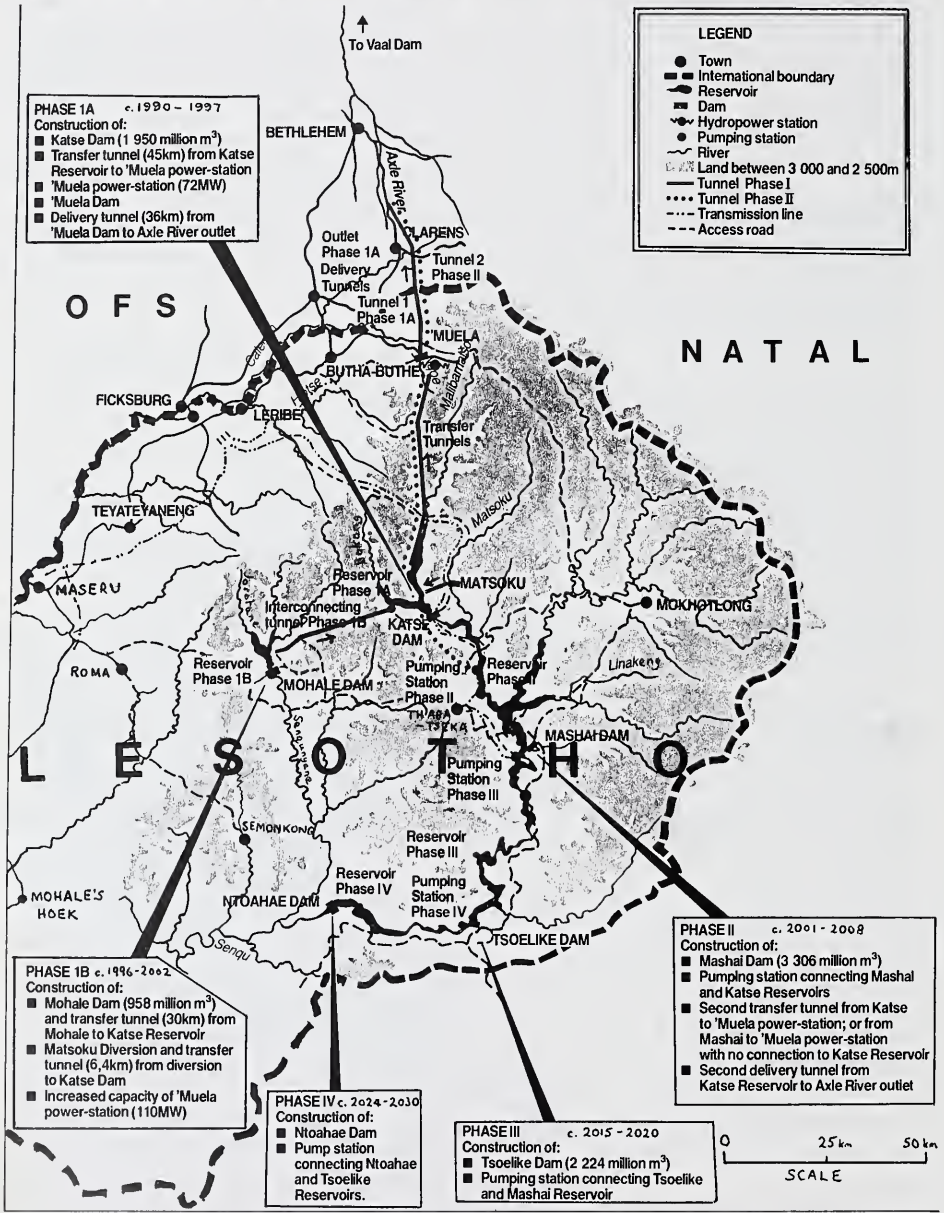 To Vaal Dam
LEGEND
Town
International boundary
Reservoir
Dam
Hydropower station
Pumping station
River
Land between 3 000 and 2 500m
Tunnel Phase I
Tunnel Phase II
Transmission line
Access road
PHASE 1A c.1990 - 1997
Construction of:
Katse Dam (1 950 million m³)
Transfer tunnel (45km) from Katse
Reservoir to 'Muela power-station
'Muela power-station (72MW)
'Muela Dam
Delivery tunnel (36km) from
'Muela Dam to Axle River outlet
BETHLEHEM
Axle River
CLARENS
Outlet
Phase 1A
Delivery
Tunnels
Tunnel 2
Phase II
Tunnel 1
Phase 1A
OFS
NATAL
'MUELA
BUTHA-BUTHE
Malibamatso
FICKSBURG
LERIBE
Transfer
Tunnels
TEYATEYANENG
Matsoku
MASERU
Reservoir
Phase 1A
MATSOKU
Interconnecting
tunnel Phase 1B
KATSE
DAM
MOKHOTLONG
ROMA
Reservoir
Phase 1B
MOHALE DAM
Pumping
Station
Phase II
Reservoir
Phase II
Linakeng
THABA
-TSEKA
Senqunyane
MASHAI DAM
LESOTHO
Pumping
Station
Phase III
SEMONKONG
Reservoir
Phase III
Reservoir
Phase IV
Pumping
Station
Phase IV
MOHALE'S
HOEK
NTOAHAE DAM
TSOELIKE DAM
Senqu
PHASE 1B c.1996-2002
Construction of:
Mohale Dam (958 million m³)
and transfer tunnel (30km) from
Mohale to Katse Reservoir
Matsoku Diversion and transfer
tunnel (6,4km) from diversion
to Katse Dam
Increased capacity of 'Muela
power-station (110MW)
PHASE II c. 2001 - 2008
Construction of:
Mashai Dam (3 306 million m³)
Pumping station connecting Mashal
and Katse Reservoirs
Second transfer tunnel from Katse
to 'Muela power-station; or from
Mashai to 'Muela power-station
with no connection to Katse Reservoir
Second delivery tunnel from
Katse Reservoir to Axle River outlet
PHASE IV c. 2024-2030
Construction of:
Ntoahae Dam
Pump station
connecting Ntoahae
and Tsoelike
Reservoirs.
PHASE III c. 2015 - 2020
Construction of:
Tsoelike Dam (2 224 million m³)
Pumping station connecting Tsoelike
and Mashai Reservoir
0 25 km 50 km
SCALE